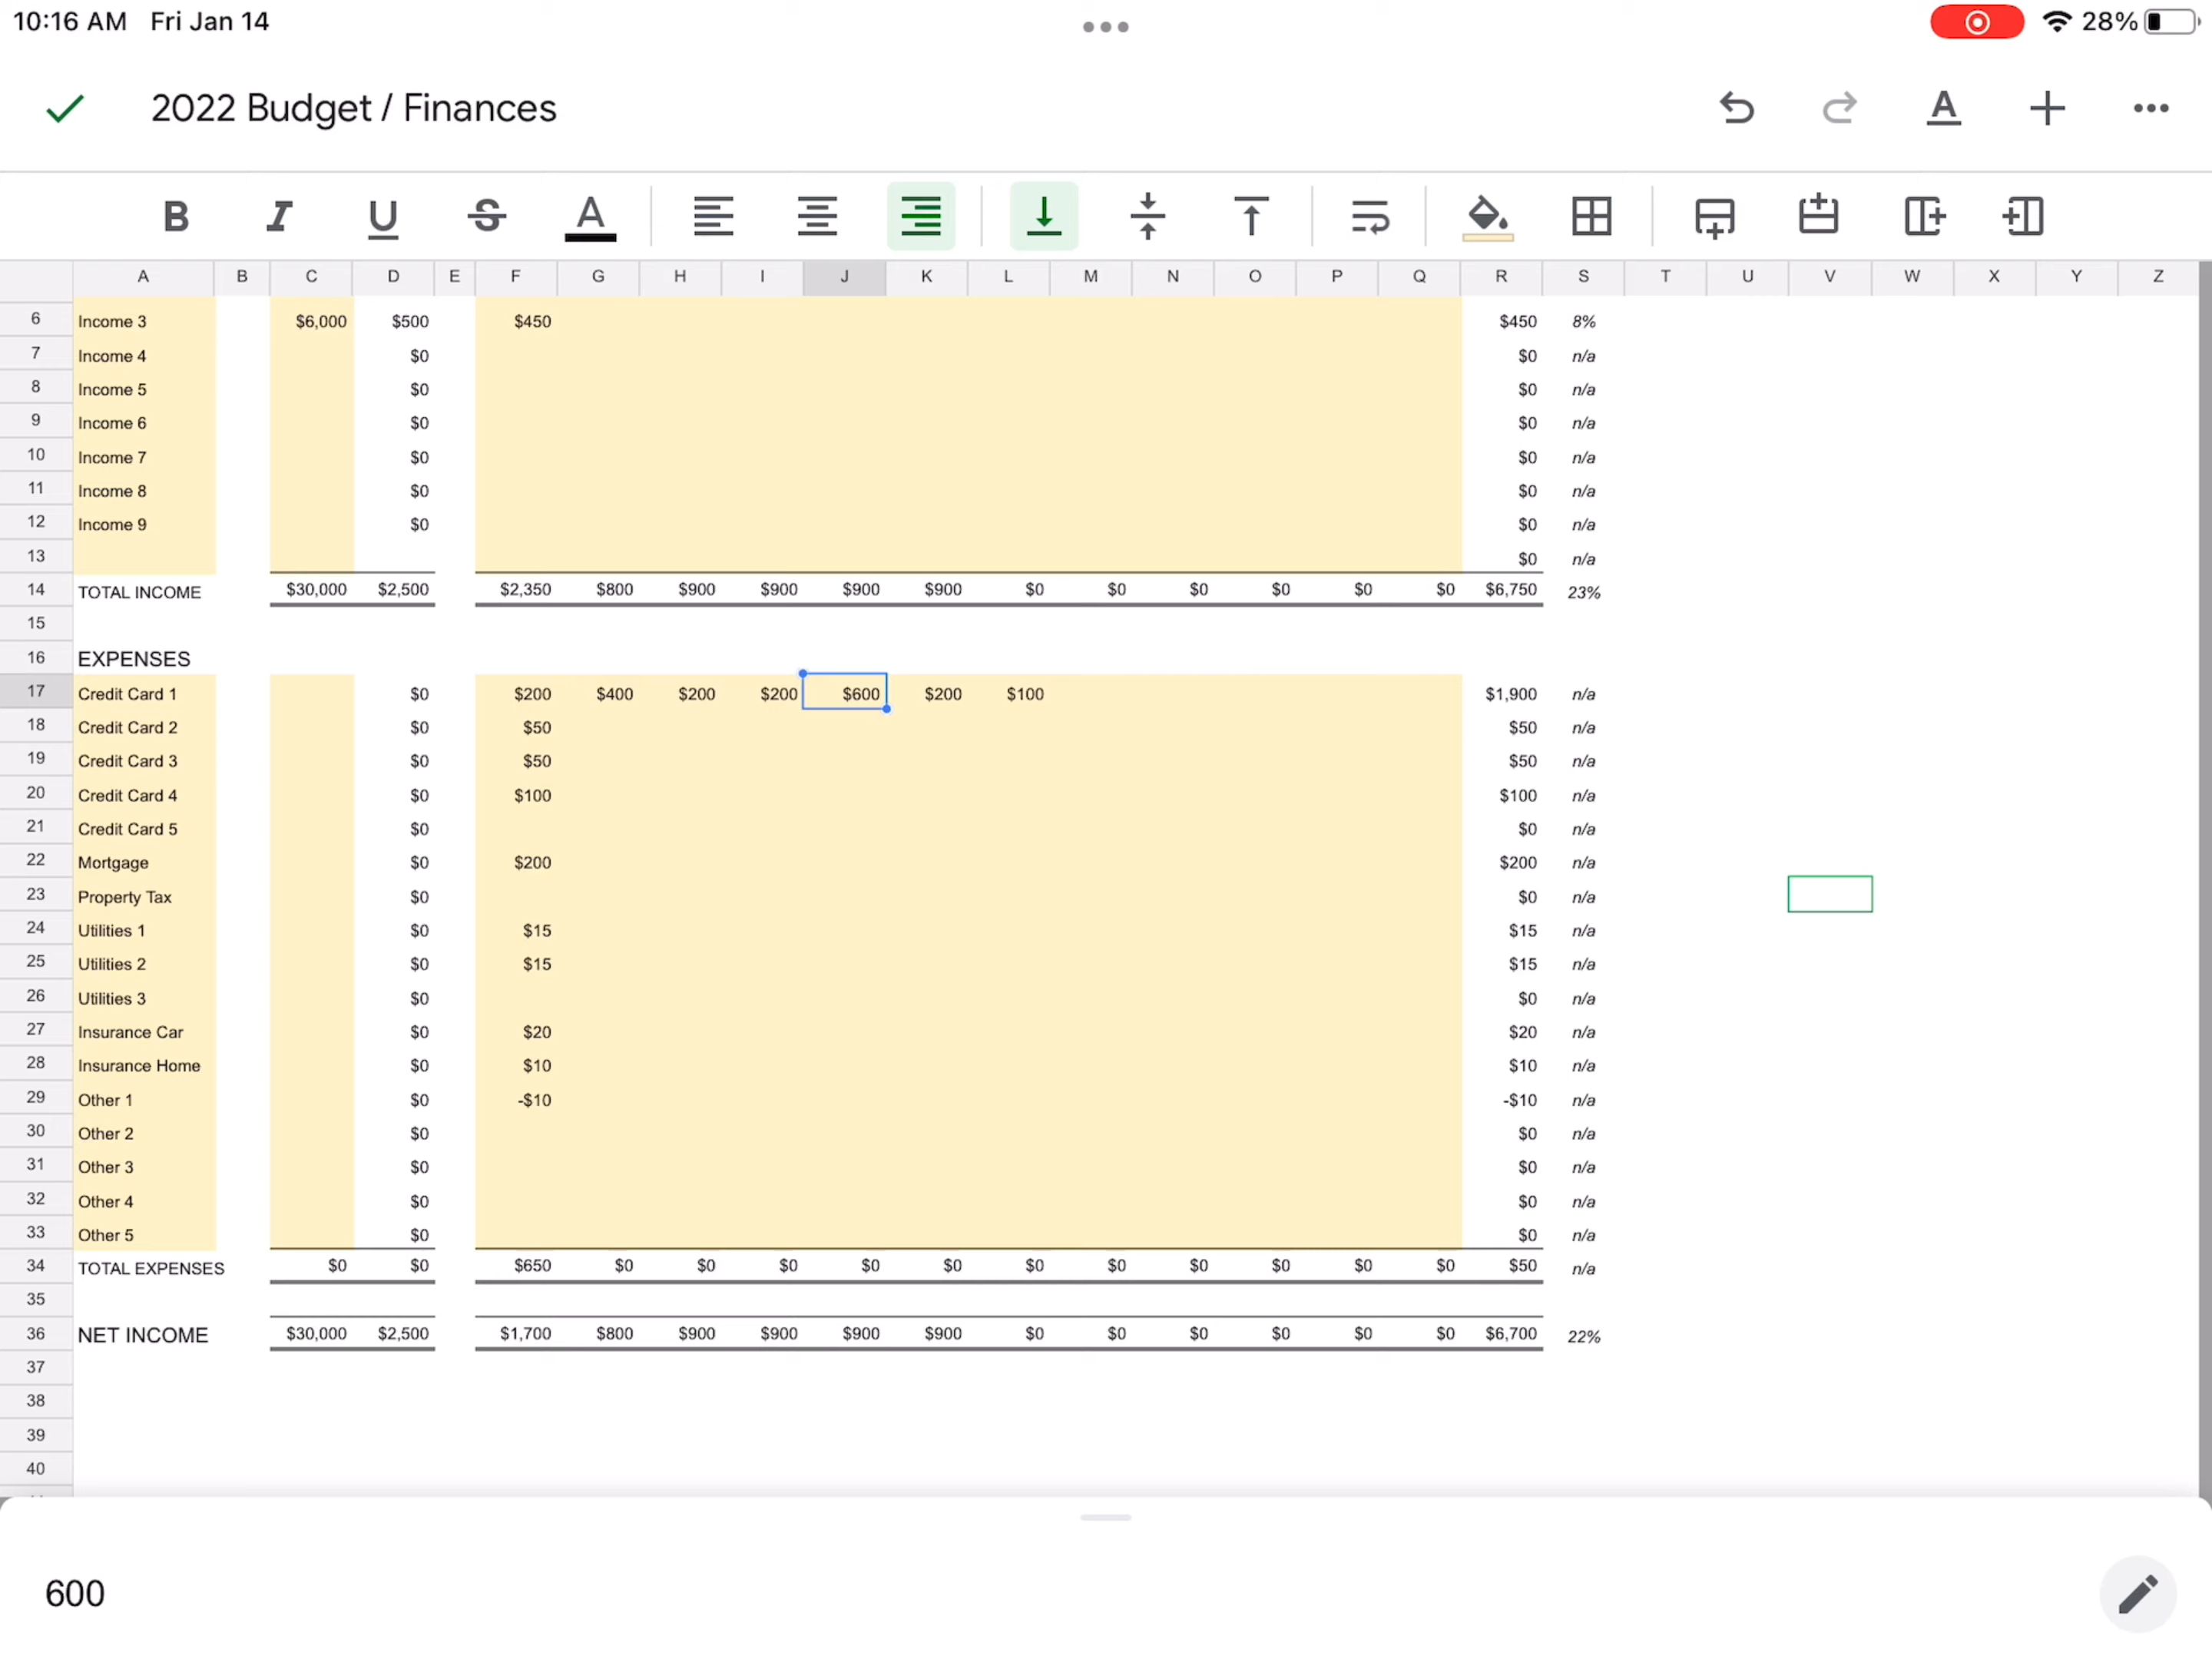 10:16 AM Fri Jan 14 28%
2022 Budget / Finances A
B I U S A
A B C D E F G H I J K L M N O P Q R S T U V W X Y Z
6 Income 3 $6,000 $500 $450 $450 8%
7 Income 4 $0 $0 n/a
8 Income 5 $0 $0 n/a
9 Income 6 $0 $0 n/a
10 Income 7 $0 $0 n/a
11 Income 8 $0 $0 n/a
12 Income 9 $0 $0 n/a
13 $0 n/a
14 TOTAL INCOME $30,000 $2,500 $2,350 $800 $900 $900 $900 $900 $0 $0 $0 $0 $0 $0 $6,750 23%
15
16 EXPENSES
17 Credit Card 1 $0 $200 $400 $200 $200 $600 $200 $100 $1,900 n/a
18 Credit Card 2 $0 $50 $50 n/a
19 Credit Card 3 $0 $50 $50 n/a
20 Credit Card 4 $0 $100 $100 n/a
21 Credit Card 5 $0 $0 n/a
22 Mortgage $0 $200 $200 n/a
23 Property Tax $0 $0 n/a
24 Utilities 1 $0 $15 $15 n/a
25 Utilities 2 $0 $15 $15 n/a
26 Utilities 3 $0 $0 n/a
27 Insurance Car $0 $20 $20 n/a
28 Insurance Home $0 $10 $10 n/a
29 Other 1 $0 -$10 -$10 n/a
30 Other 2 $0 $0 n/a
31 Other 3 $0 $0 n/a
32 Other 4 $0 $0 n/a
33 Other 5 $0 $0 n/a
34 TOTAL EXPENSES $0 $0 $650 $0 $0 $0 $0 $0 $0 $0 $0 $0 $0 $0 $50 n/a
35
36 NET INCOME $30,000 $2,500 $1,700 $800 $900 $900 $900 $900 $0 $0 $0 $0 $0 $0 $6,700 22%
37
38
39
40
600